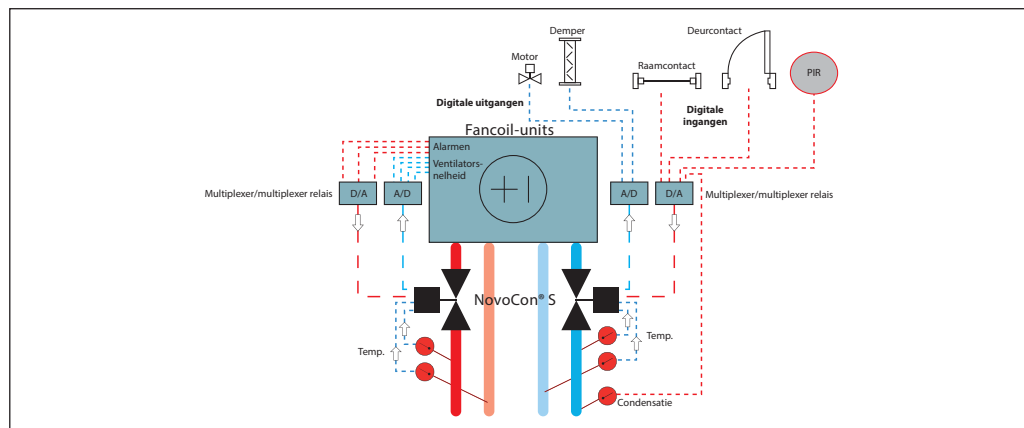 Demper
Deurcontact
Motor
Raamcontact
PIR
Digitale uitgangen
Digitale
ingangen
Fancoil-units
Alarmen
Ventilators-
nelheid
Multiplexer/multiplexer relais
D/A
A/D
A/D
D/A
Multiplexer/multiplexer relais
NovoCon® S
Temp.
Temp.
Condensatie